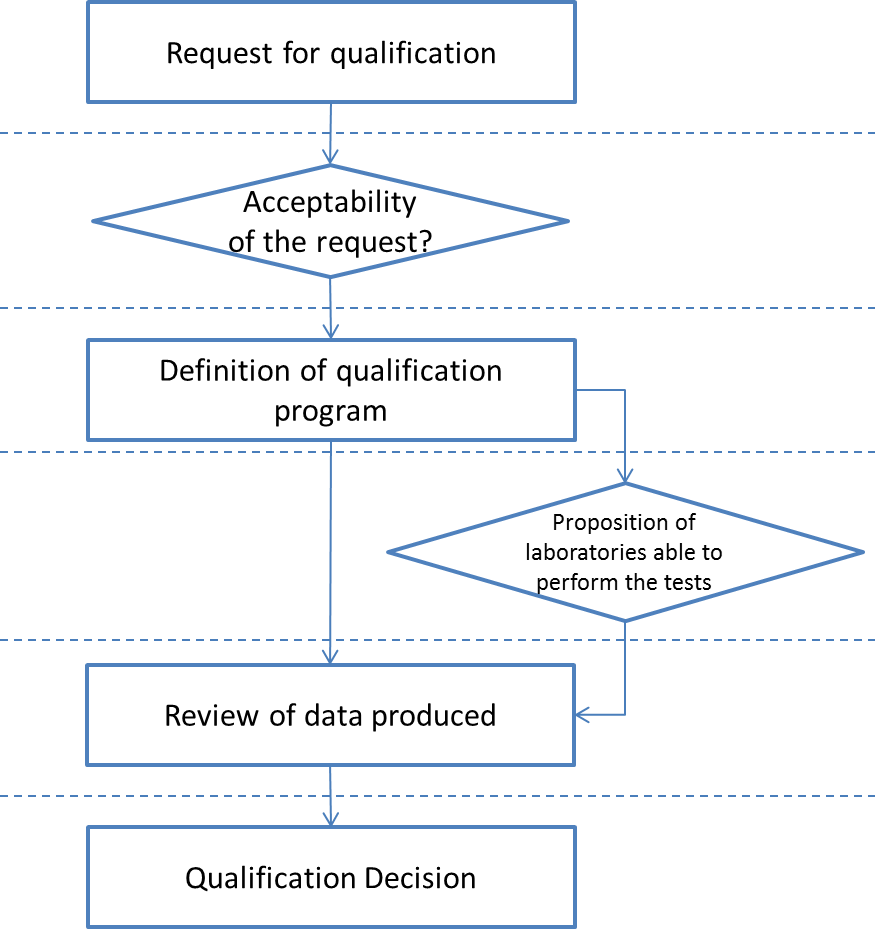 Request for qualification
Acceptability
of the request?
Definition of qualification
program
Proposition of
laboratories able to
perform the tests
Review of data produced
Qualification Decision